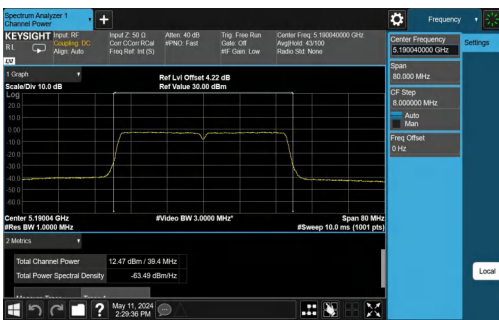 Spectrum Analyzer 1
Channel Power
Frequency
KEYSIGHT
Input: RF
Coupling: DC
Align: Auto
Input Z: 50 Ω
Corr CCorr RCal
Freq Ref: Int (S)
Atten: 40 dB
#PNO: Fast
Trig: Free Run
Gate: Off
#IF Gain: Low
Center Freq: 5.190040000 GHz
Avg|Hold: 43/100
Radio Std: None
RL
Center Frequency
5.190040000 GHz
Settings
Span
80.000 MHz
CF Step
8.000000 MHz
Auto
Man
Freq Offset
0 Hz
Local
1 Graph
Scale/Div 10.0 dB
Ref Lvl Offset 4.22 dB
Ref Value 30.00 dBm
Log
20.0
10.0
0.00
-10.0
-20.0
-30.0
-40.0
-50.0
-60.0
Center 5.19004 GHz
#Video BW 3.0000 MHz*
Span 80 MHz
#Res BW 1.0000 MHz
#Sweep 10.0 ms (1001 pts)
2 Metrics
Total Channel Power
12.47 dBm / 39.4 MHz
Total Power Spectral Density
-63.49 dBm/Hz
May 11, 2024
2:29:36 PM